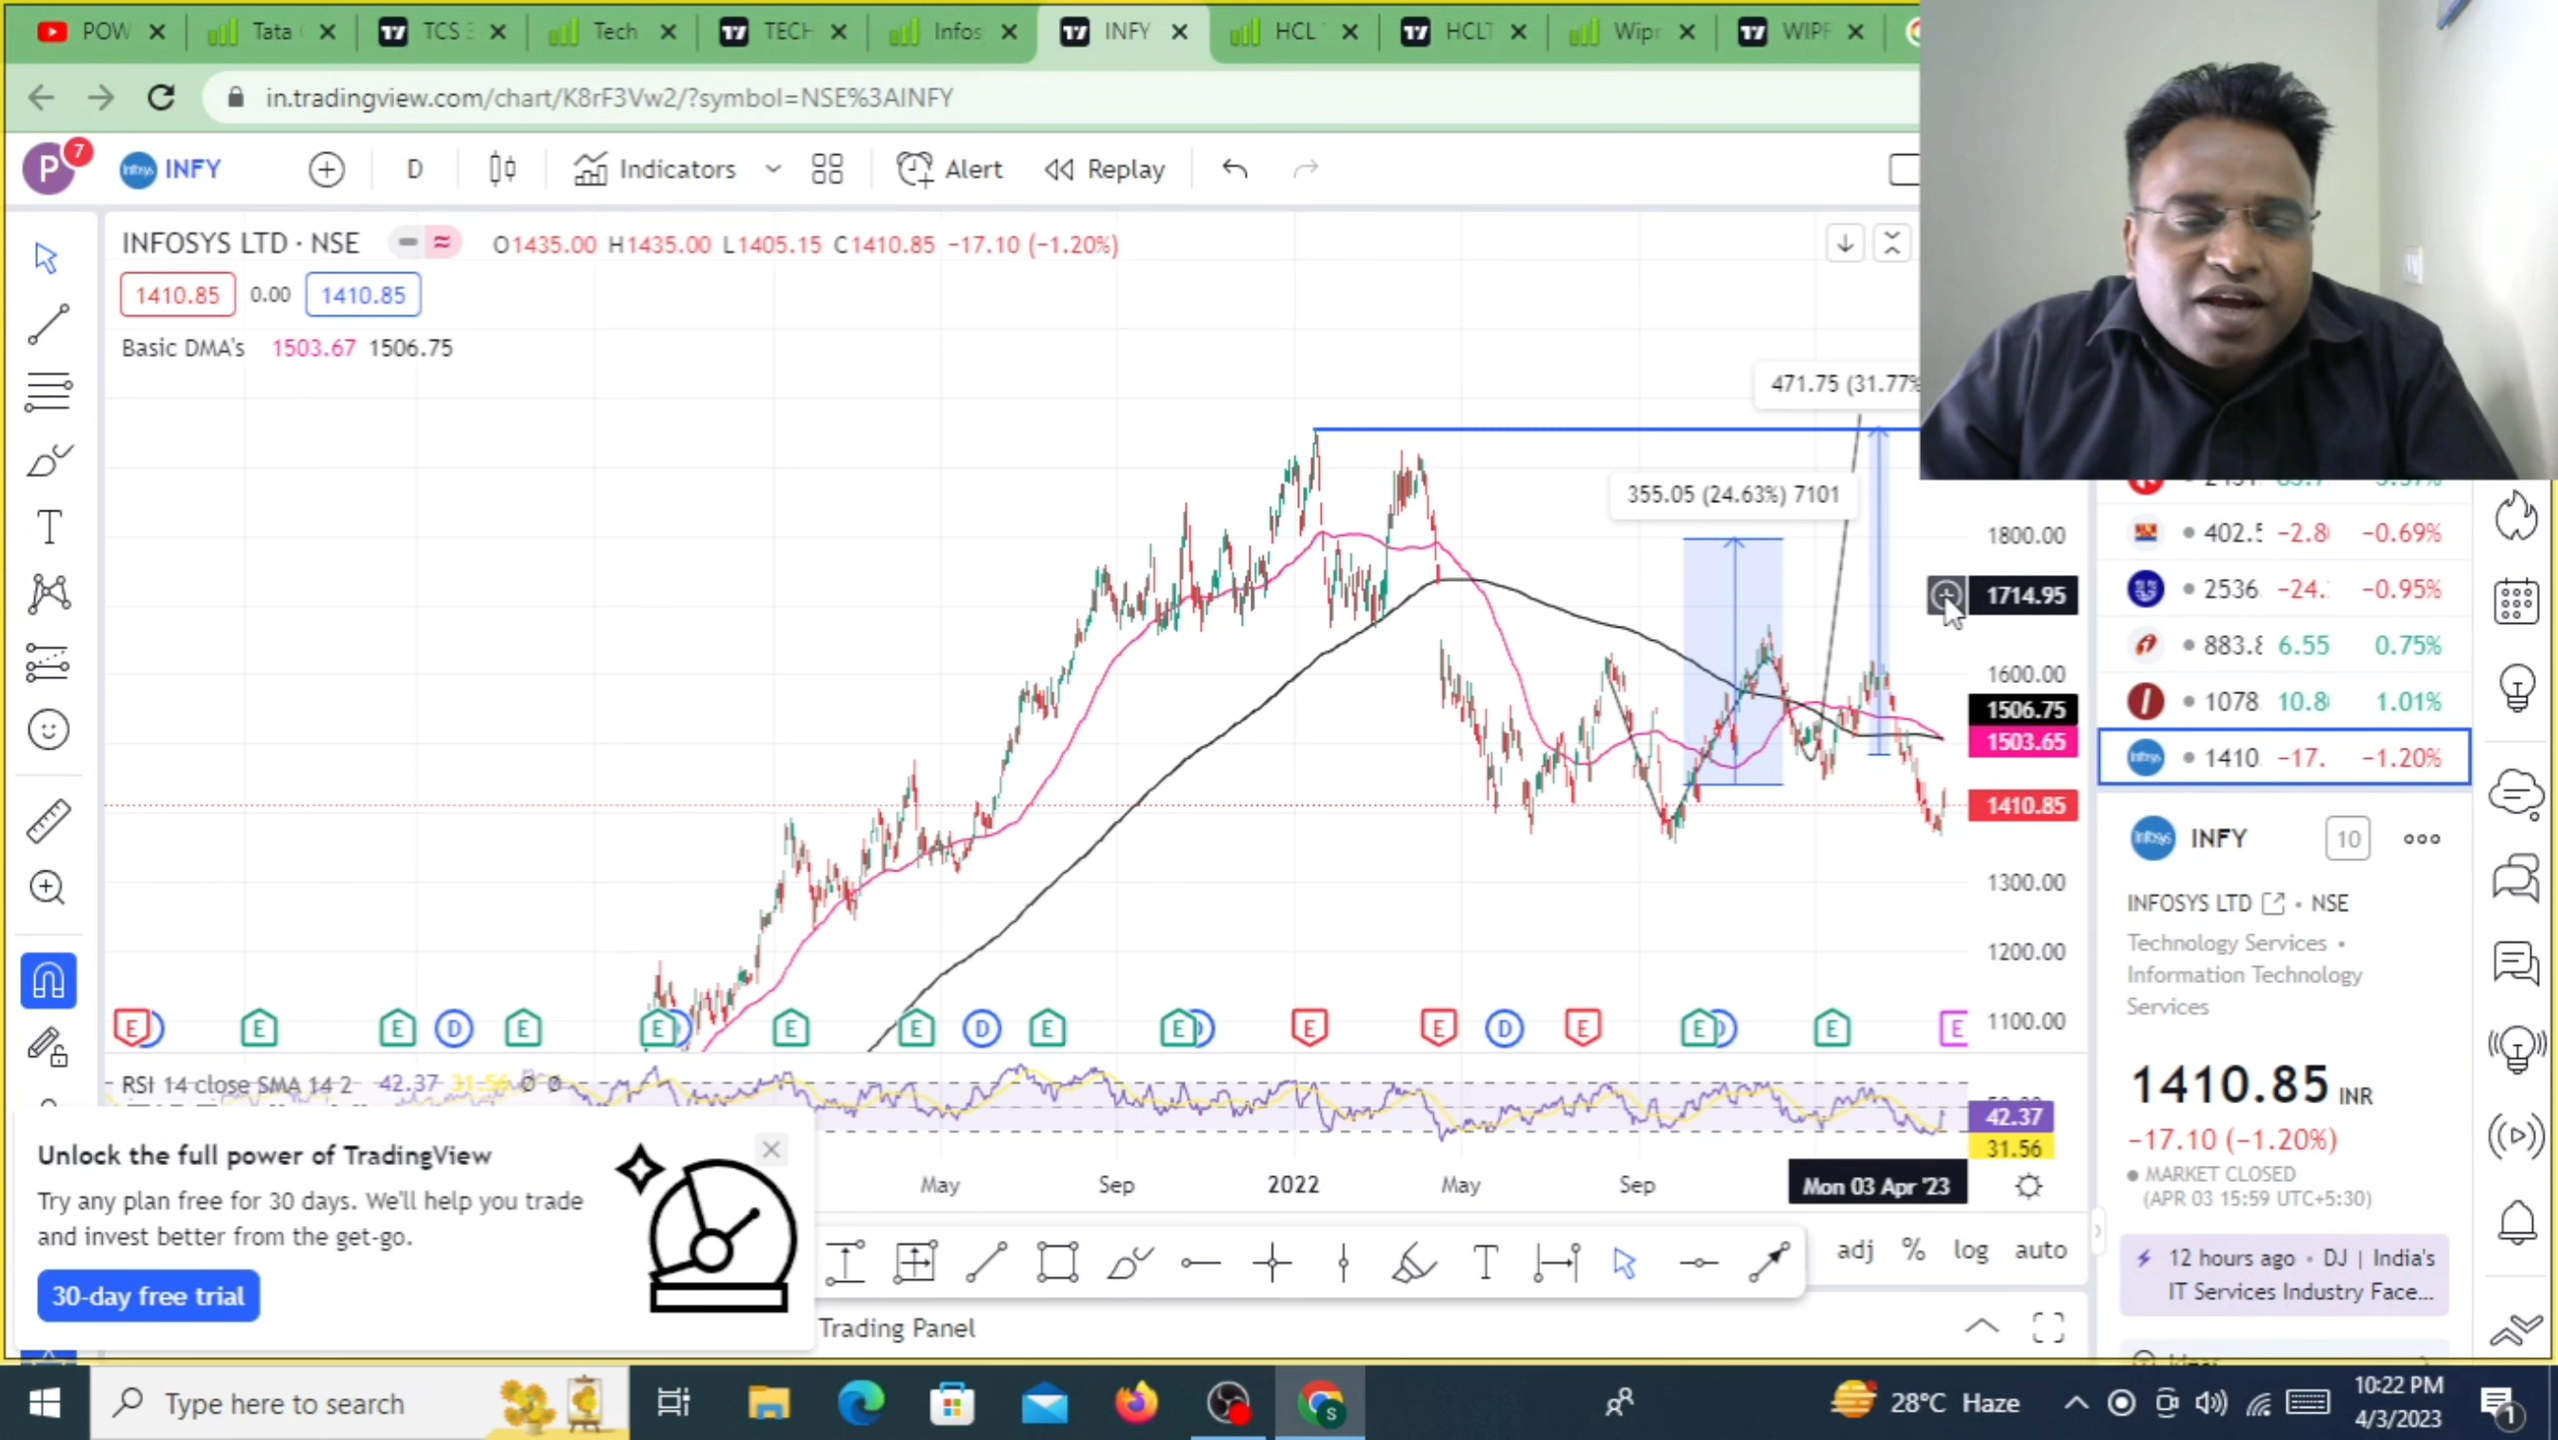 POW
Tata
TCS
Tech
TECH
Infos
INFY
HCL
HCLT
Wipr
WIPF
in.tradingview.com/chart/K8rF3Vw2/?symbol=NSE%3AINFY
P
7
INFY
D
Indicators
Alert
Replay
INFOSYS LTD · NSE
O1435.00 H1435.00 L1405.15 C1410.85 −17.10 (−1.20%)
1410.85
0.00
1410.85
Basic DMA's 1503.67 1506.75
471.75 (31.77%
355.05 (24.63%) 7101
1800.00
1714.95
1600.00
1506.75
1503.65
1410.85
1300.00
1200.00
1100.00
402.5 −2.8 −0.69%
2536 −24. −0.95%
883.8 6.55 0.75%
1078 10.8 1.01%
1410 −17. −1.20%
INFY
10
INFOSYS LTD · NSE
Technology Services •
Information Technology
Services
1410.85 INR
−17.10 (−1.20%)
MARKET CLOSED
(APR 03 15:59 UTC+5:30)
12 hours ago • DJ | India's
IT Services Industry Face...
E E E D E E E E D E E E E D E E E E
RSI 14 close SMA 14 2 42.37 31.56 Ø Ø
42.37
31.56
May Sep 2022 May Sep
Mon 03 Apr '23
Unlock the full power of TradingView
Try any plan free for 30 days. We'll help you trade
and invest better from the get-go.
30-day free trial
adj % log auto
Trading Panel
Type here to search
28°C Haze
10:22 PM
4/3/2023
1